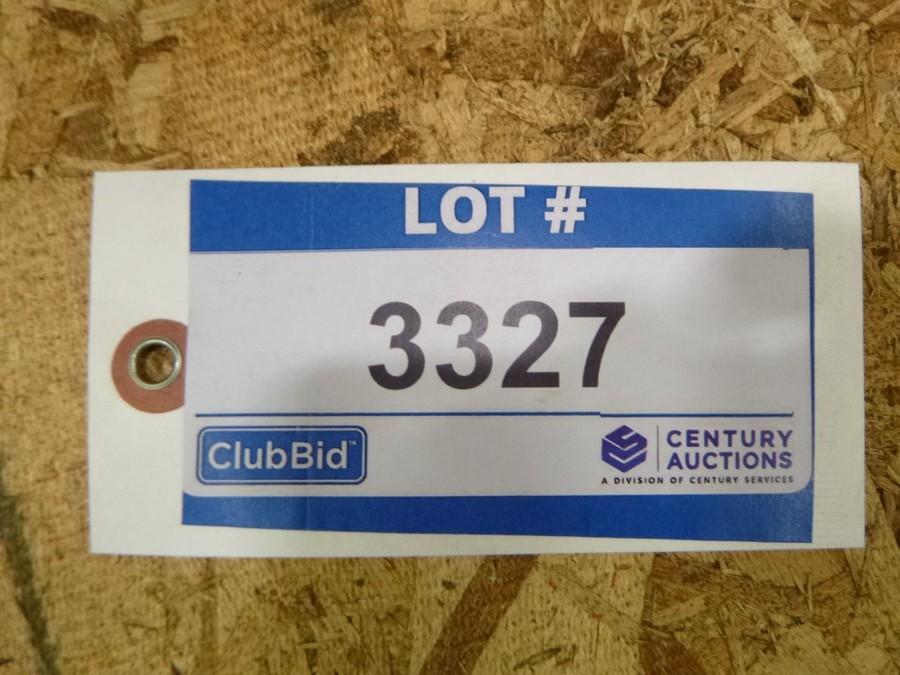 LOT #
3327
ClubBid™
CENTURY
AUCTIONS
A DIVISION OF CENTURY SERVICES